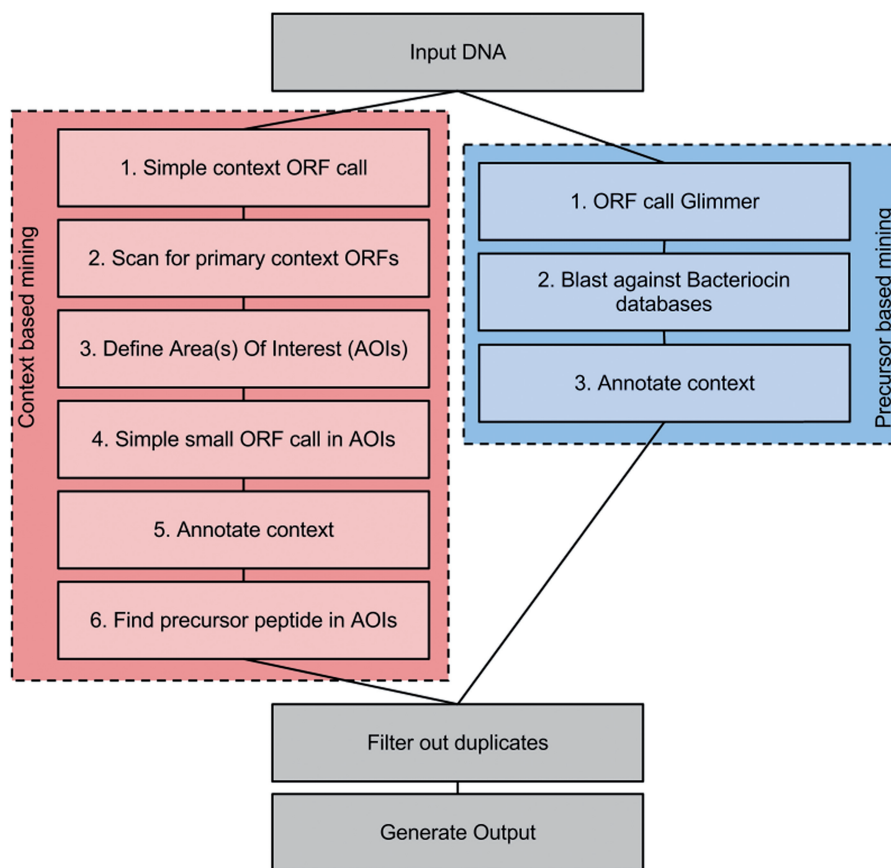 Input DNA
Context based mining
1. Simple context ORF call
2. Scan for primary context ORFs
3. Define Area(s) Of Interest (AOIs)
4. Simple small ORF call in AOIs
5. Annotate context
6. Find precursor peptide in AOIs
Precursor based mining
1. ORF call Glimmer
2. Blast against Bacteriocin
databases
3. Annotate context
Filter out duplicates
Generate Output